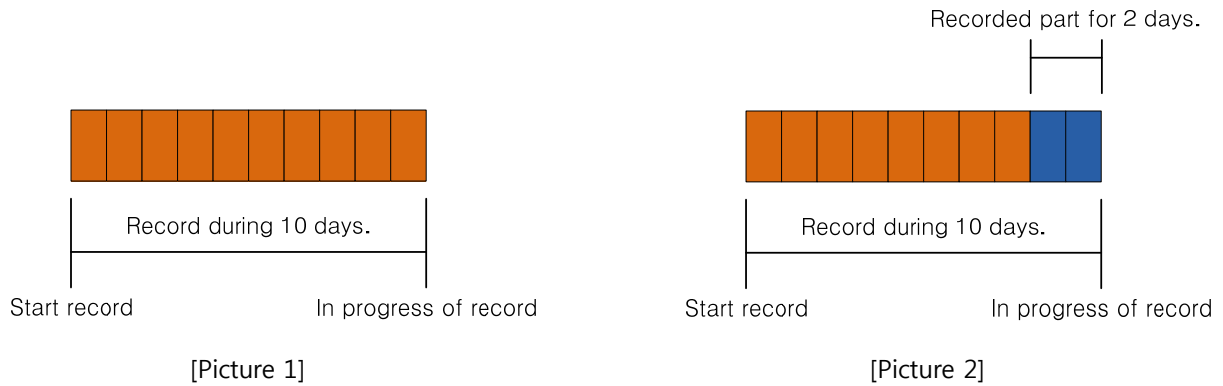 Recorded part for 2 days.
Record during 10 days.
Record during 10 days.
Start record
In progress of record
Start record
In progress of record
[Picture 1]
[Picture 2]